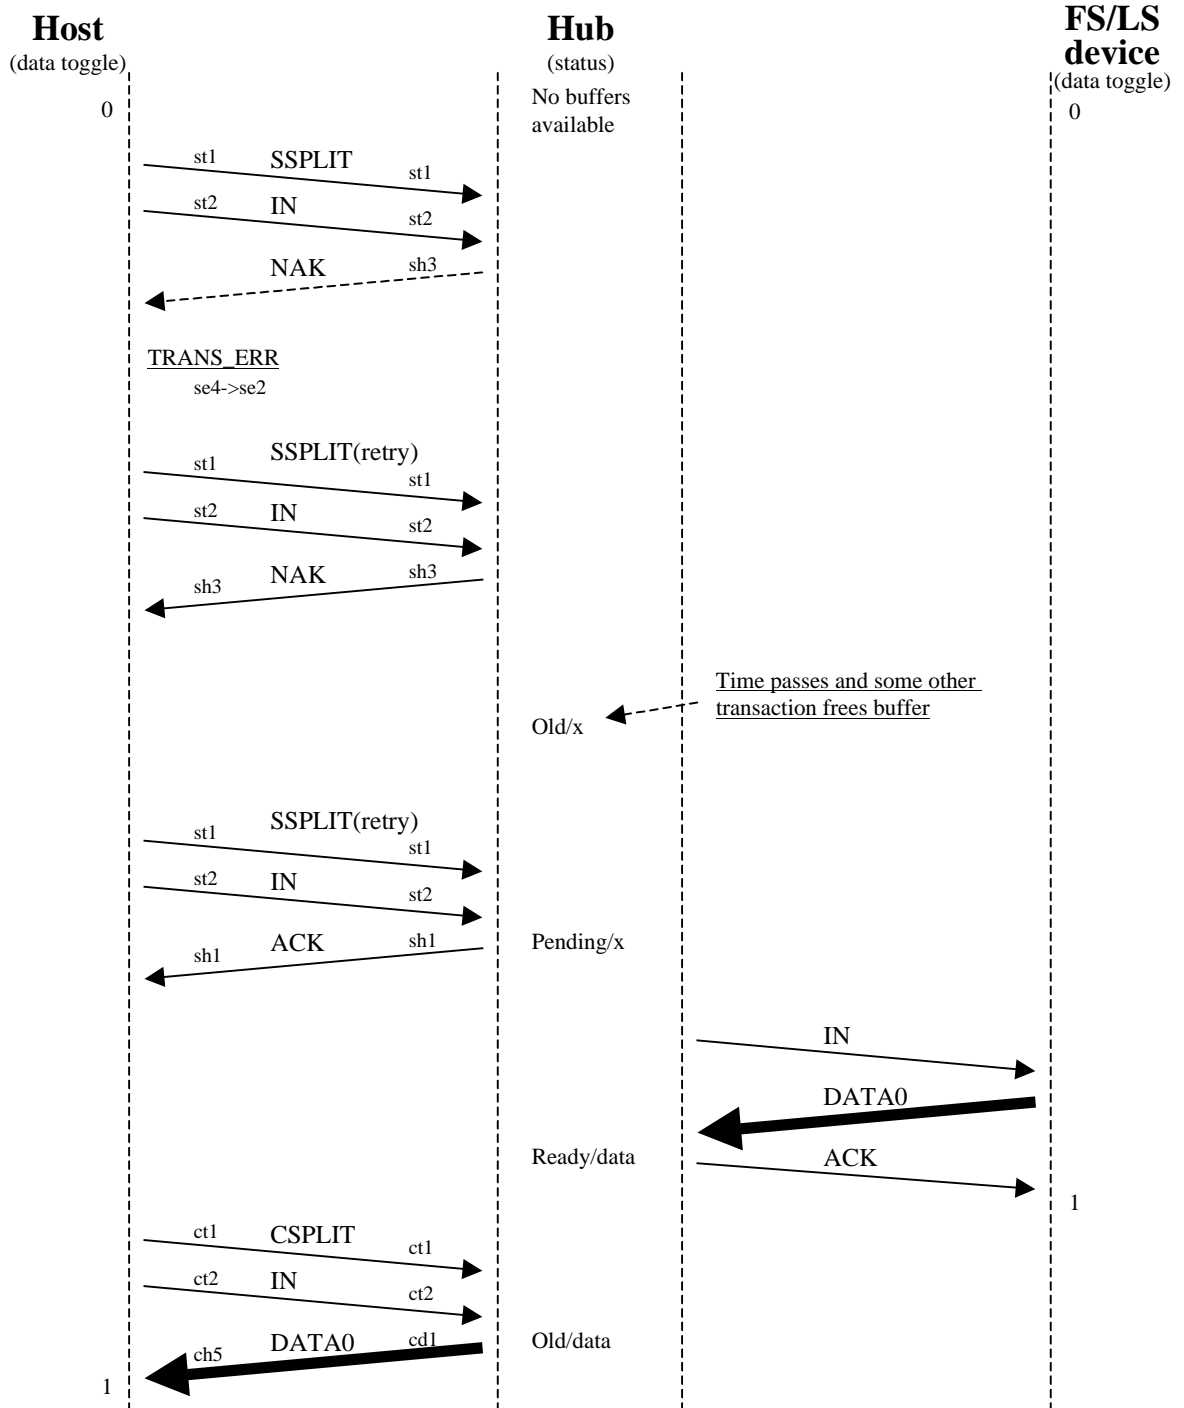 Host
(data toggle)
Hub
(status)
FS/LS
device
(data toggle)
0
No buffers
available
0
st1 SSPLIT st1
st2 IN st2
NAK sh3
TRANS_ERR
se4->se2
st1 SSPLIT(retry) st1
st2 IN st2
sh3 NAK sh3
Time passes and some other
transaction frees buffer
Old/x
st1 SSPLIT(retry) st1
st2 IN st2
sh1 ACK sh1
Pending/x
IN
DATA0
Ready/data
ACK
1
ct1 CSPLIT ct1
ct2 IN ct2
ch5 DATA0 cd1
Old/data
1